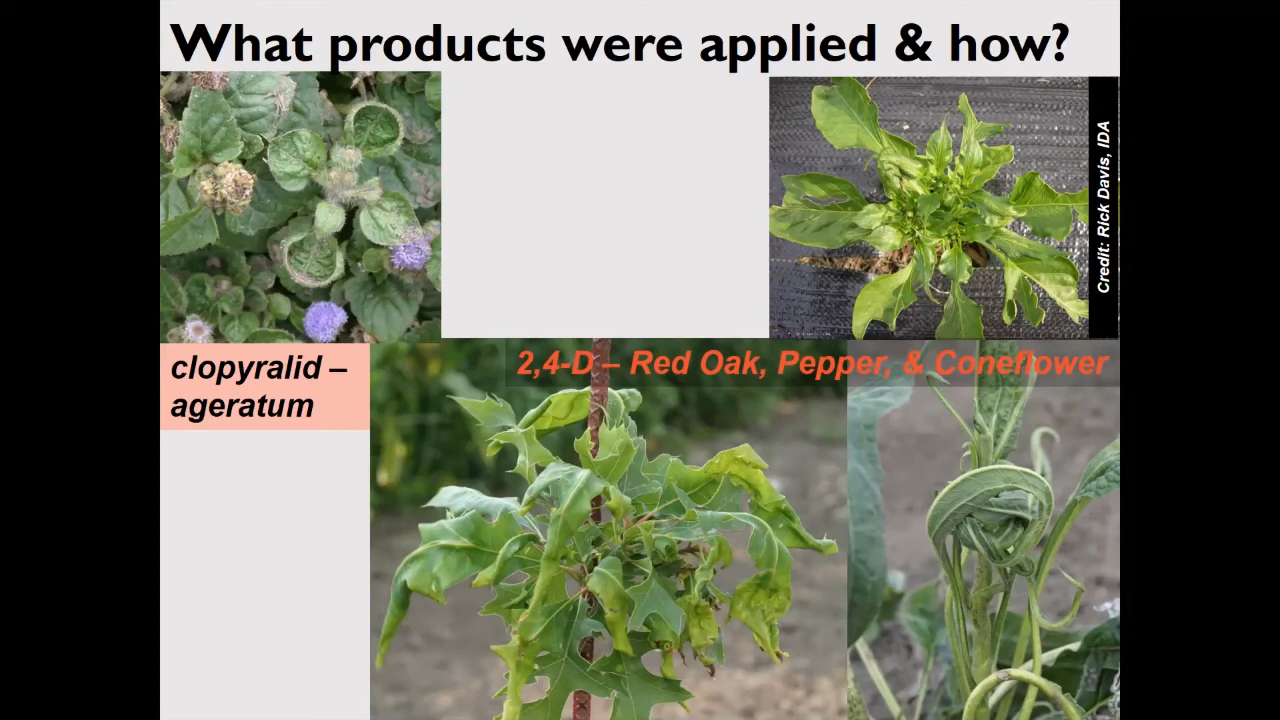 What products were applied & how?
Credit: Rick Davis, IDA
clopyralid –
ageratum
2,4-D – Red Oak, Pepper, & Coneflower